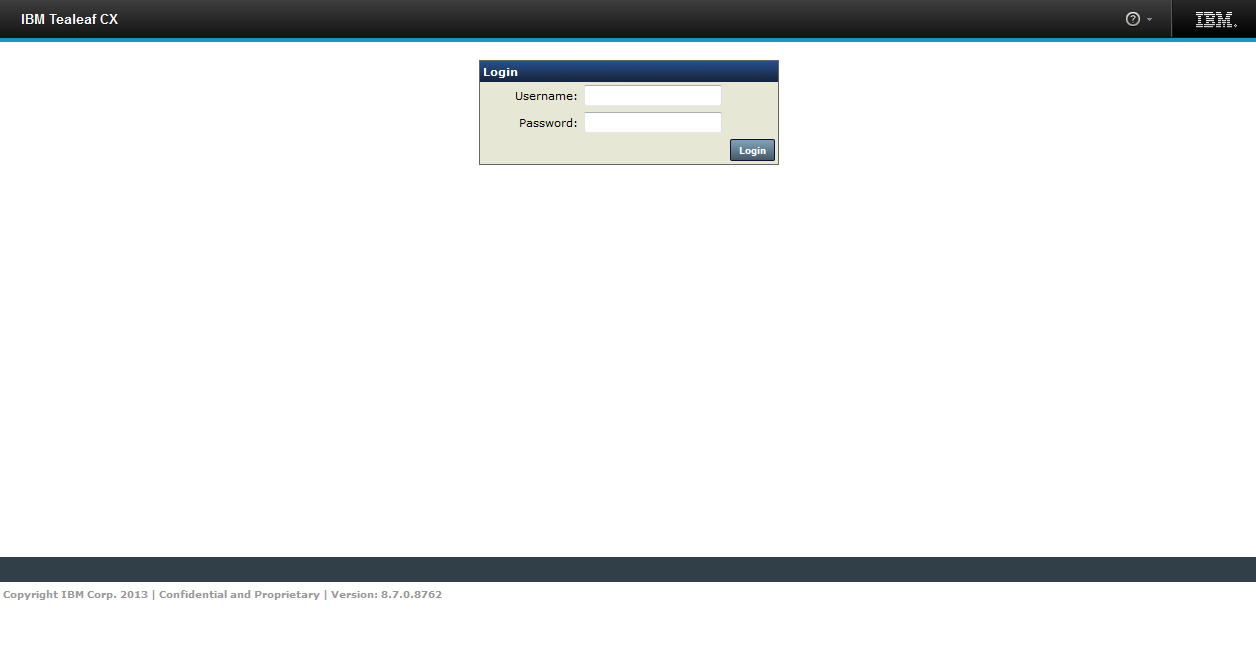 IBM Tealeaf CX
?
IBM
Login
Username:
Password:
Login
Copyright IBM Corp. 2013 | Confidential and Proprietary | Version: 8.7.0.8762